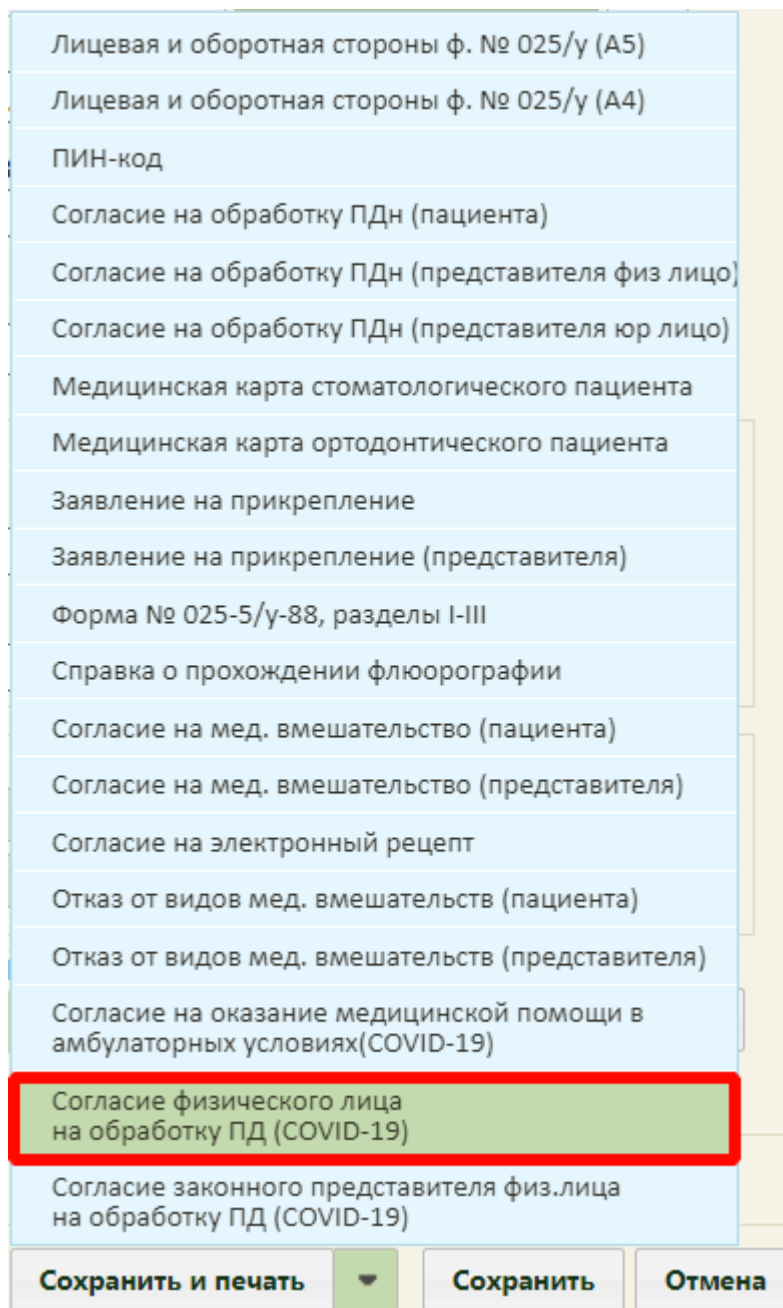 Лицевая и оборотная стороны ф. № 025/у (А5)
Лицевая и оборотная стороны ф. № 025/у (А4)
ПИН-код
Согласие на обработку ПДн (пациента)
Согласие на обработку ПДн (представителя физ лицо)
Согласие на обработку ПДн (представителя юр лицо)
Медицинская карта стоматологического пациента
Медицинская карта ортодонтического пациента
Заявление на прикрепление
Заявление на прикрепление (представителя)
Форма № 025-5/у-88, разделы I-III
Справка о прохождении флюорографии
Согласие на мед. вмешательство (пациента)
Согласие на мед. вмешательство (представителя)
Согласие на электронный рецепт
Отказ от видов мед. вмешательств (пациента)
Отказ от видов мед. вмешательств (представителя)
Согласие на оказание медицинской помощи в
амбулаторных условиях(COVID-19)
Согласие физического лица
на обработку ПД (COVID-19)
Согласие законного представителя физ.лица
на обработку ПД (COVID-19)
Сохранить и печать Сохранить Отмена